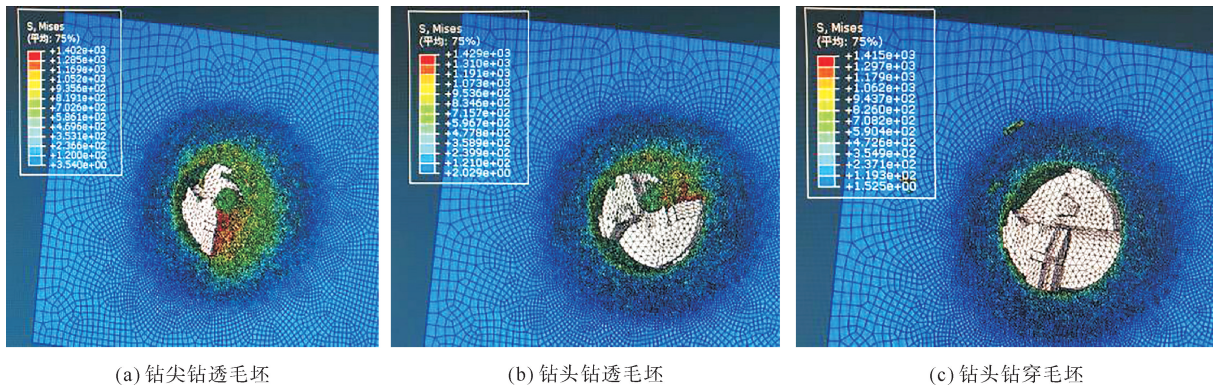 S, Mises
(平均: 75%)
+1.402e+03
+1.285e+03
+1.169e+03
+1.052e+03
+9.356e+02
+8.191e+02
+7.026e+02
+5.861e+02
+4.696e+02
+3.531e+02
+2.366e+02
+1.200e+02
+3.540e+00
S, Mises
(平均: 75%)
+1.429e+03
+1.310e+03
+1.191e+03
+1.073e+03
+9.536e+02
+8.346e+02
+7.157e+02
+5.967e+02
+4.778e+02
+3.589e+02
+2.399e+02
+1.210e+02
+2.029e+00
S, Mises
(平均: 75%)
+1.415e+03
+1.297e+03
+1.179e+03
+1.062e+03
+9.437e+02
+8.260e+02
+7.082e+02
+5.904e+02
+4.726e+02
+3.549e+02
+2.371e+02
+1.193e+02
+1.525e+00
(a) 钻尖钻透毛坯
(b) 钻头钻透毛坯
(c) 钻头钻穿毛坯